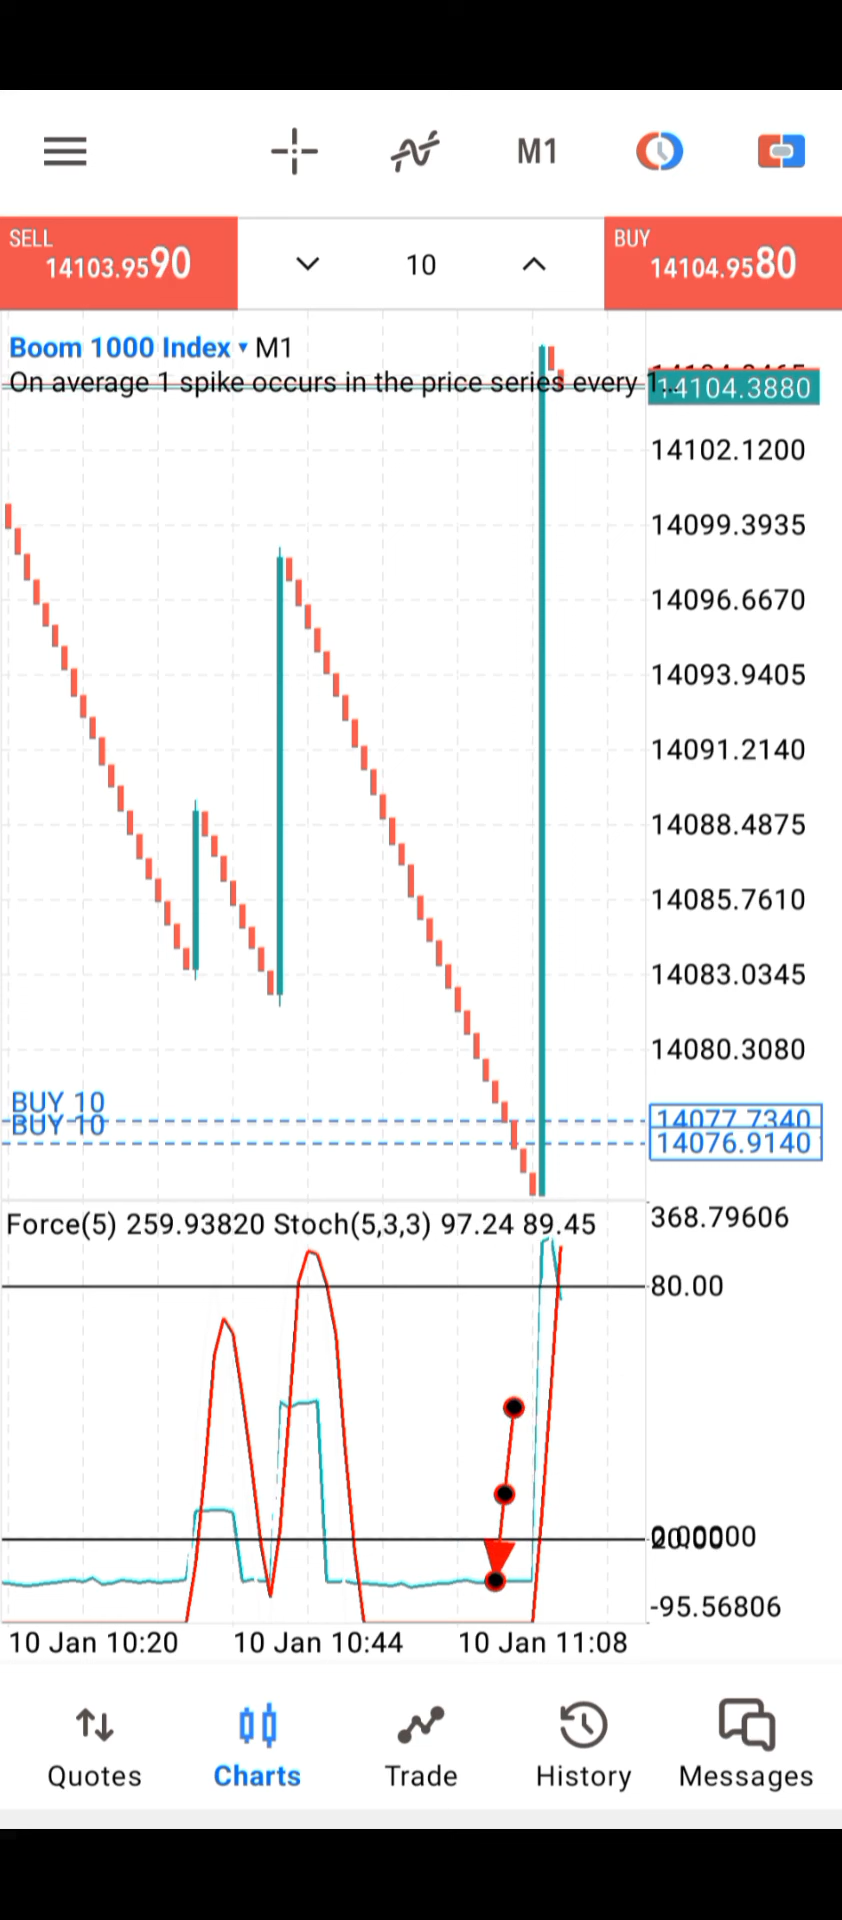 M1
SELL
14103.9590
10
BUY
14104.9580
Boom 1000 Index ▾ M1
On average 1 spike occurs in the price series every 1...
14104.3880
14102.1200
14099.3935
14096.6670
14093.9405
14091.2140
14088.4875
14085.7610
14083.0345
14080.3080
BUY 10
14077.7340
BUY 10
14076.9140
Force(5) 259.93820 Stoch(5,3,3) 97.24 89.45
368.79606
80.00
-95.56806
10 Jan 10:20
10 Jan 10:44
10 Jan 11:08
Quotes
Charts
Trade
History
Messages